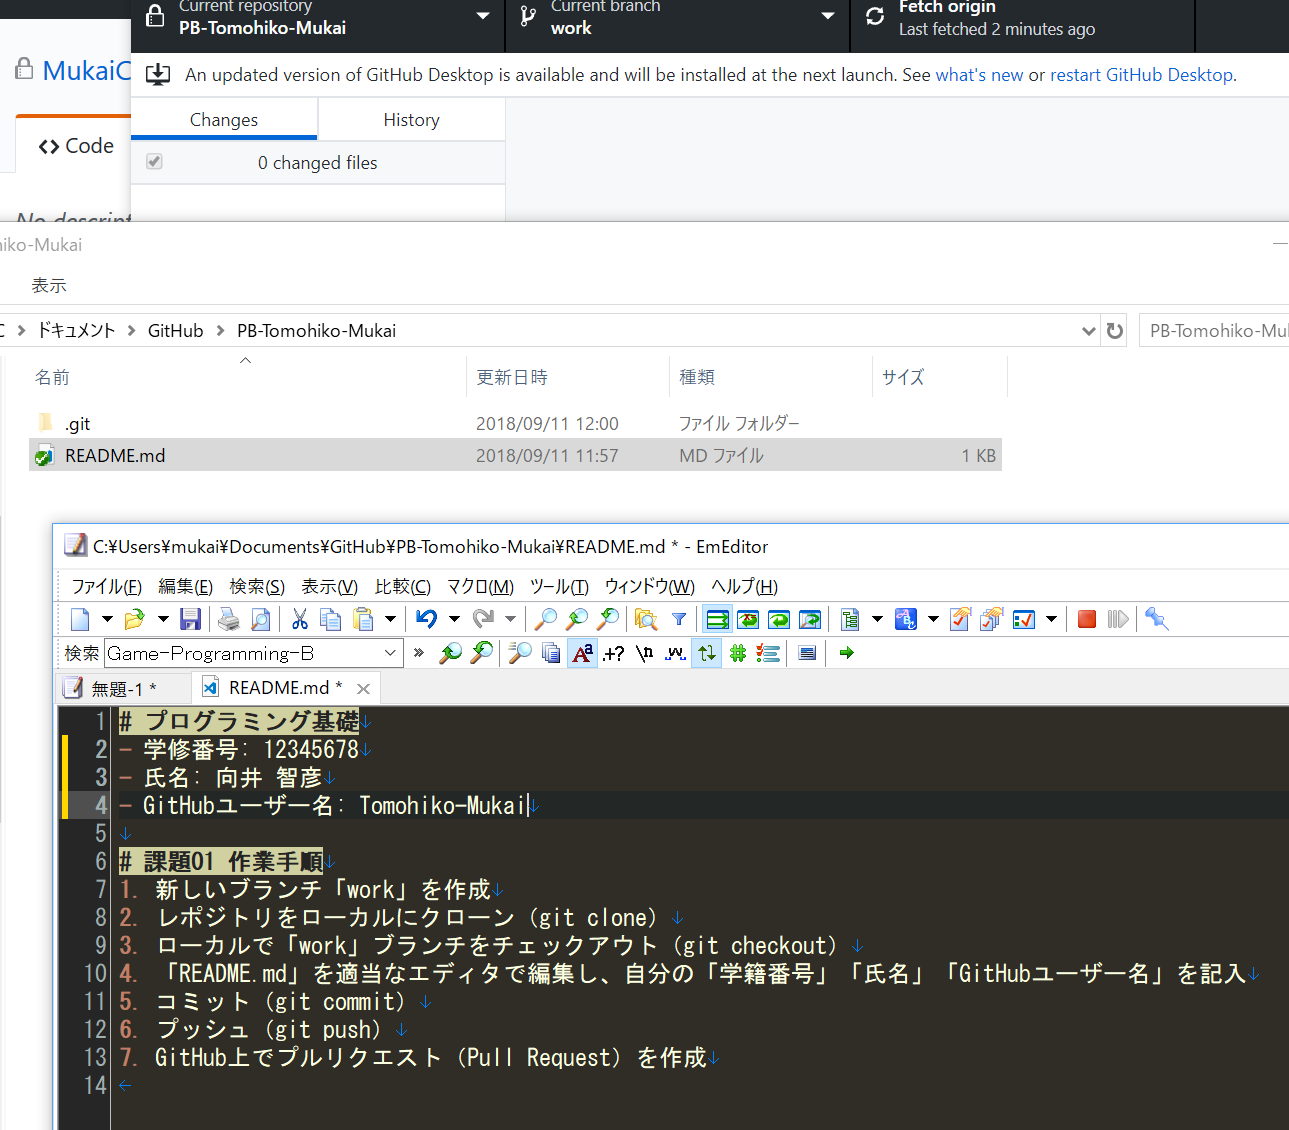 Current repository
PB-Tomohiko-Mukai
Current branch
work
Fetch origin
Last fetched 2 minutes ago
MukaiC
An updated version of GitHub Desktop is available and will be installed at the next launch. See what's new or restart GitHub Desktop.
Changes
History
Code
0 changed files
No descript
hiko-Mukai
表示
C > ドキュメント > GitHub > PB-Tomohiko-Mukai
PB-Tomohiko-Mu
名前 更新日時 種類 サイズ
.git 2018/09/11 12:00 ファイル フォルダー
README.md 2018/09/11 11:57 MD ファイル 1 KB
C:¥Users¥mukai¥Documents¥GitHub¥PB-Tomohiko-Mukai¥README.md * - EmEditor
ファイル(F) 編集(E) 検索(S) 表示(V) 比較(C) マクロ(M) ツール(T) ウィンドウ(W) ヘルプ(H)
検索 Game-Programming-B
無題-1 * README.md *
1 # プログラミング基礎↓
2 - 学修番号: 12345678↓
3 - 氏名: 向井 智彦↓
4 - GitHubユーザー名: Tomohiko-Mukai↓
5 ↓
6 # 課題01 作業手順↓
7 1. 新しいブランチ「work」を作成↓
8 2. レポジトリをローカルにクローン（git clone）↓
9 3. ローカルで「work」ブランチをチェックアウト（git checkout）↓
10 4. 「README.md」を適当なエディタで編集し、自分の「学籍番号」「氏名」「GitHubユーザー名」を記入↓
11 5. コミット（git commit）↓
12 6. プッシュ（git push）↓
13 7. GitHub上でプルリクエスト（Pull Request）を作成↓
14 ←